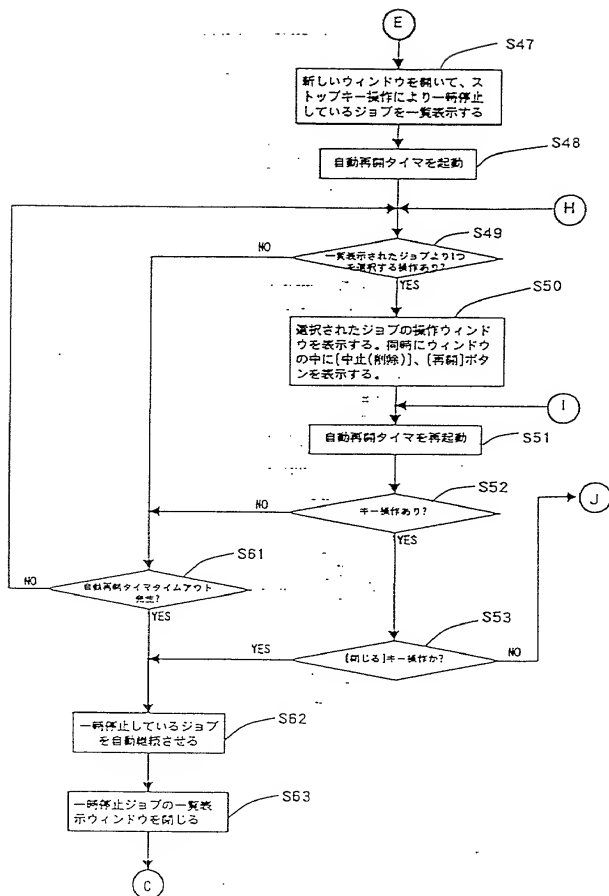 E
S47
新しいウィンドウを開いて、ス
トップキー操作により一時停止
しているジョブを一覧表示する
S48
自動再開タイマを起動
H
S49
NO
一覧表示されたジョブより1つ
を選択する操作あり?
YES
S50
選択されたジョブの操作ウィンド
ウを表示する。同時にウィンドウ
の中に[中止(削除)]、[再開]ボタ
ンを表示する。
I
自動再開タイマを再起動
S51
S52
NO
キー操作あり?
J
YES
S61
NO
自動再開タイマタイムアウト
発生?
YES
S53
YES
[閉じる]キー操作か?
NO
S62
一時停止しているジョブ
を自動継続させる
S63
一時停止ジョブの一覧表
示ウィンドウを閉じる
C